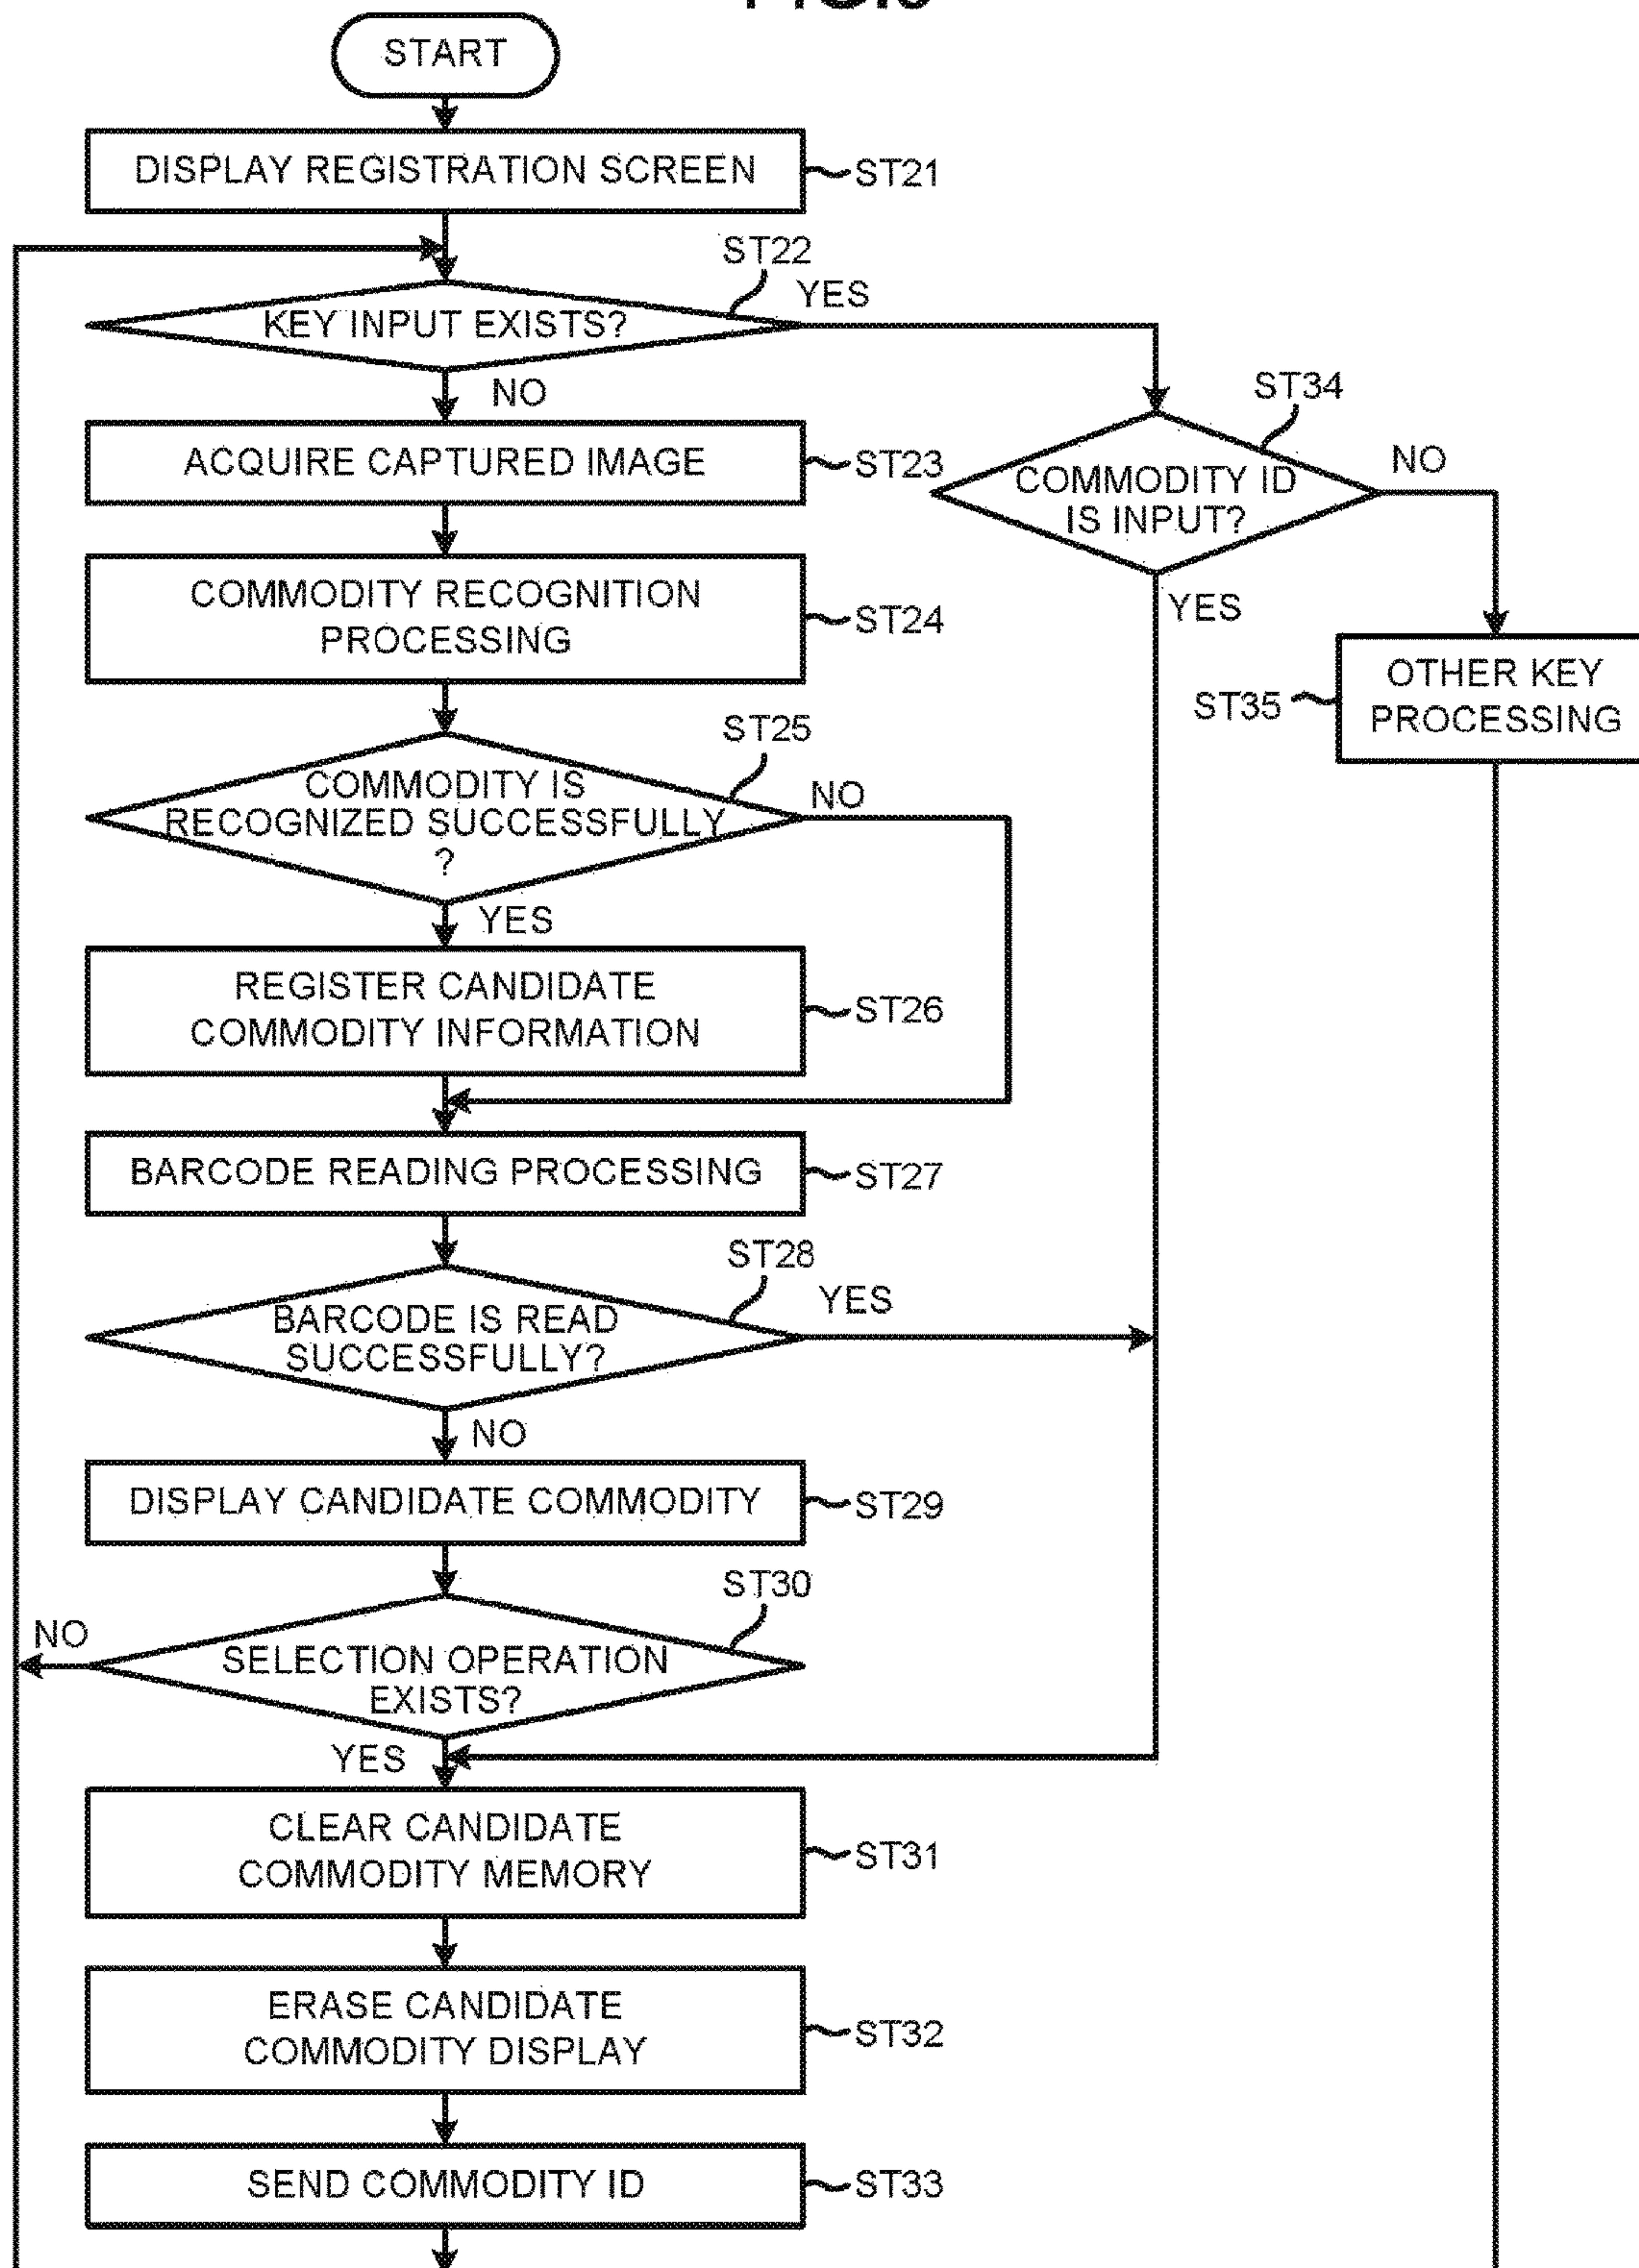 START
DISPLAY REGISTRATION SCREEN
ST21
ST22
YES
KEY INPUT EXISTS?
NO
ST34
NO
ACQUIRE CAPTURED IMAGE
ST23
COMMODITY ID
IS INPUT?
YES
COMMODITY RECOGNITION
PROCESSING
ST24
OTHER KEY
PROCESSING
ST35
ST25
COMMODITY IS
RECOGNIZED SUCCESSFULLY
?
NO
YES
REGISTER CANDIDATE
COMMODITY INFORMATION
ST26
BARCODE READING PROCESSING
ST27
ST28
YES
BARCODE IS READ
SUCCESSFULLY?
NO
DISPLAY CANDIDATE COMMODITY
ST29
ST30
NO
SELECTION OPERATION
EXISTS?
YES
CLEAR CANDIDATE
COMMODITY MEMORY
ST31
ERASE CANDIDATE
COMMODITY DISPLAY
ST32
SEND COMMODITY ID
ST33